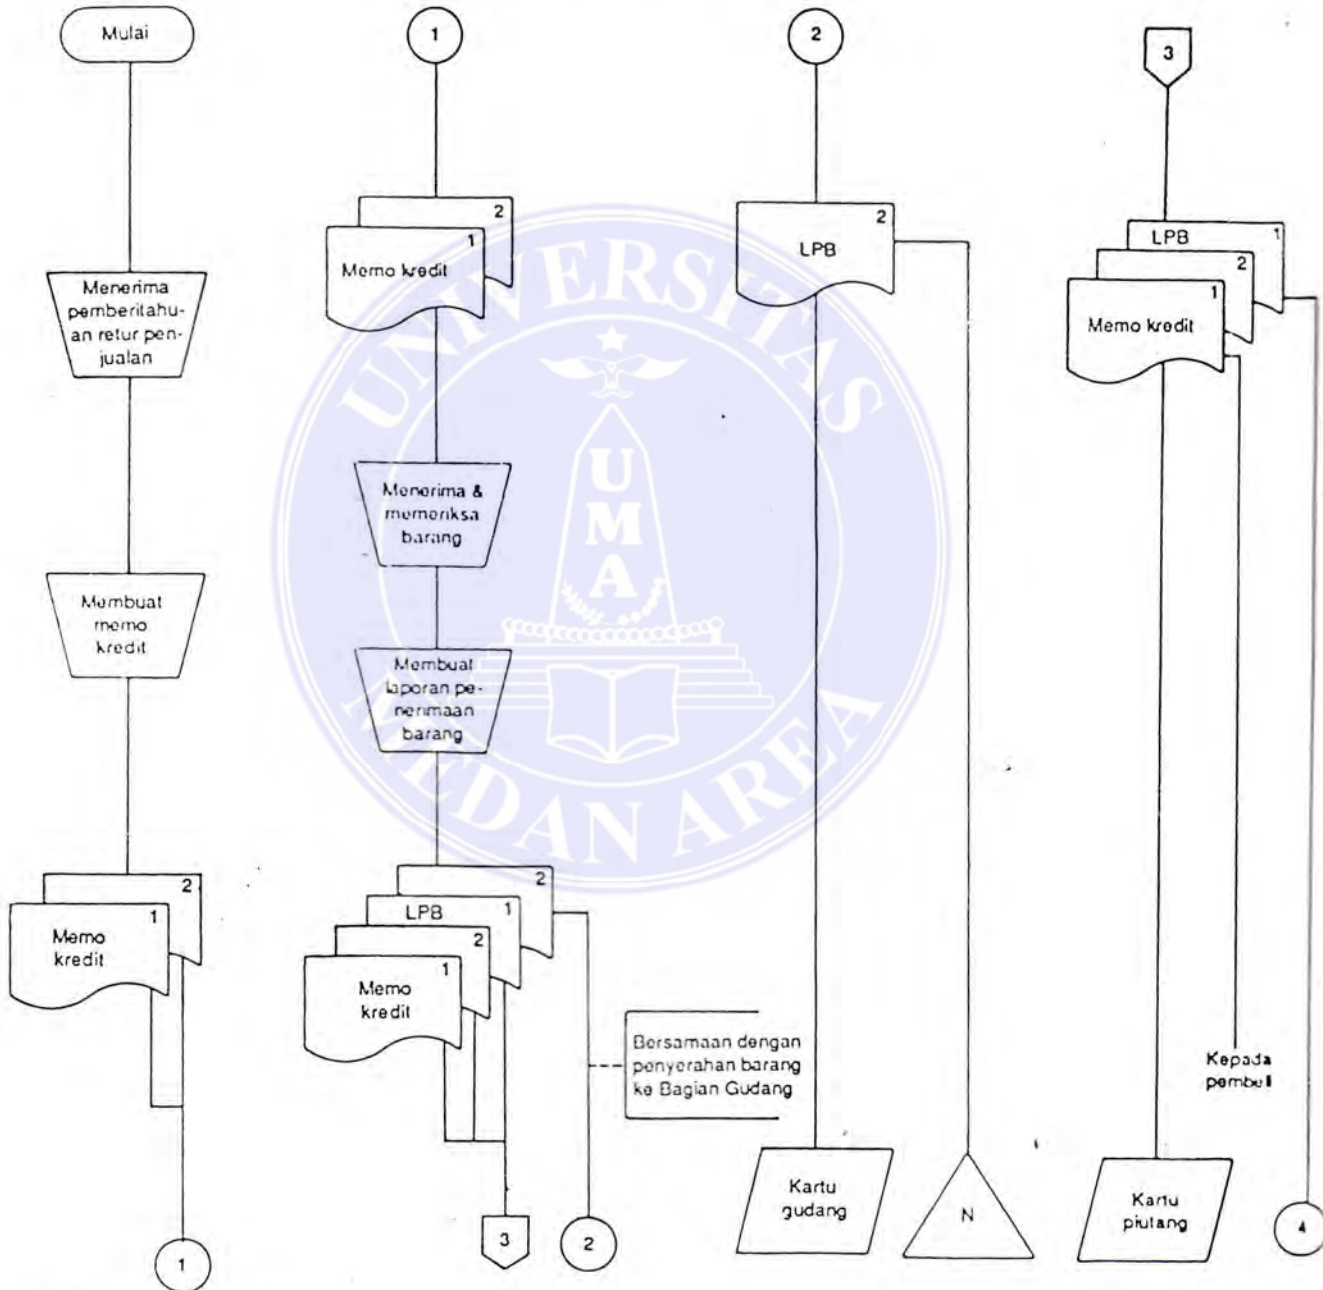 Mulai
Menerima
pemberitahu-
an retur pen-
jualan
Membuat
memo
kredit
2
1
Memo
kredit
1
1
2
1
Memo kredit
Menerima &
memeriksa
barang
Membuat
laporan pe-
nerimaan
barang
2
LPB 1
2
1
Memo
kredit
3
2
Bersamaan dengan
penyerahan barang
ke Bagian Gudang
2
2
LPB
Kartu
gudang
N
3
LPB 1
2
1
Memo kredit
Kepada
pembeli
Kartu
piutang
4
UNIVERSITAS
MEDAN AREA
U
M
A